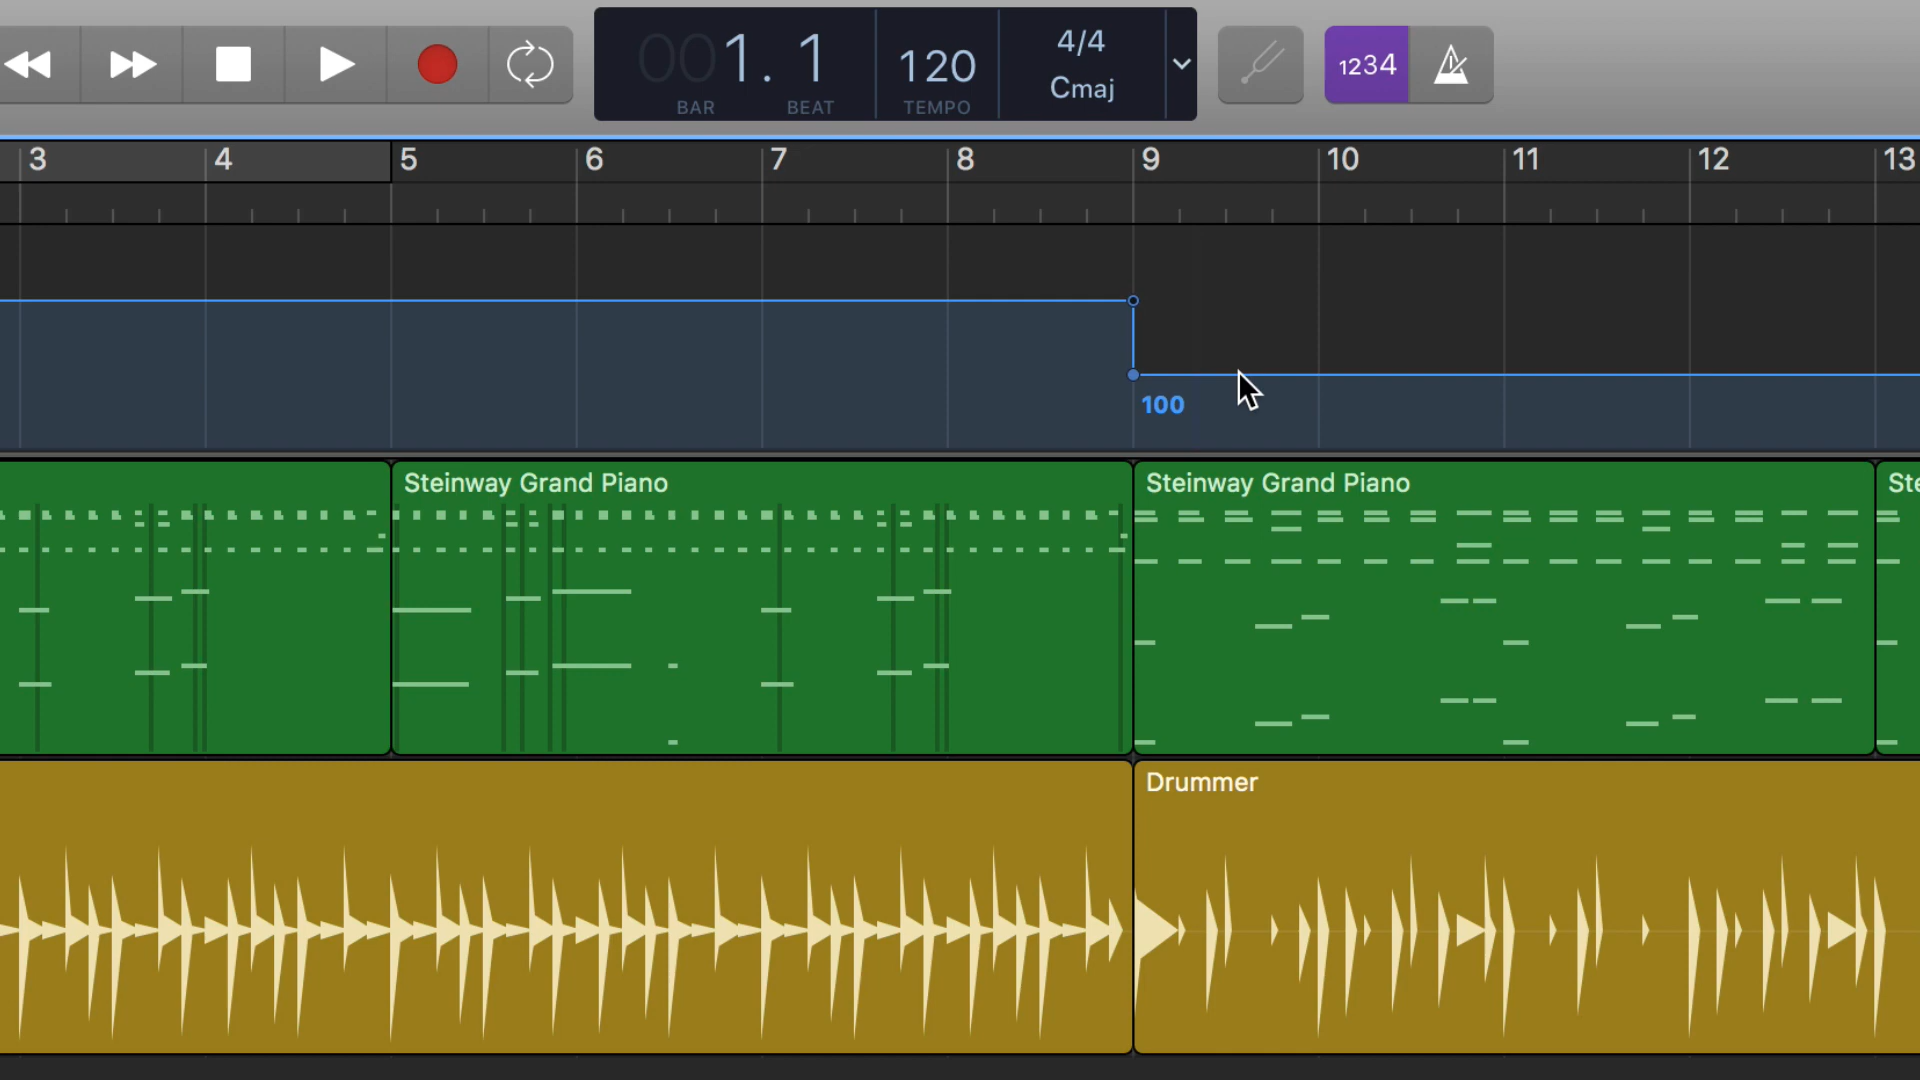 001. 1
BAR BEAT
120
TEMPO
4/4
Cmaj
1234
3 4 5 6 7 8 9 10 11 12 13
100
Steinway Grand Piano
Steinway Grand Piano
Ste
Drummer